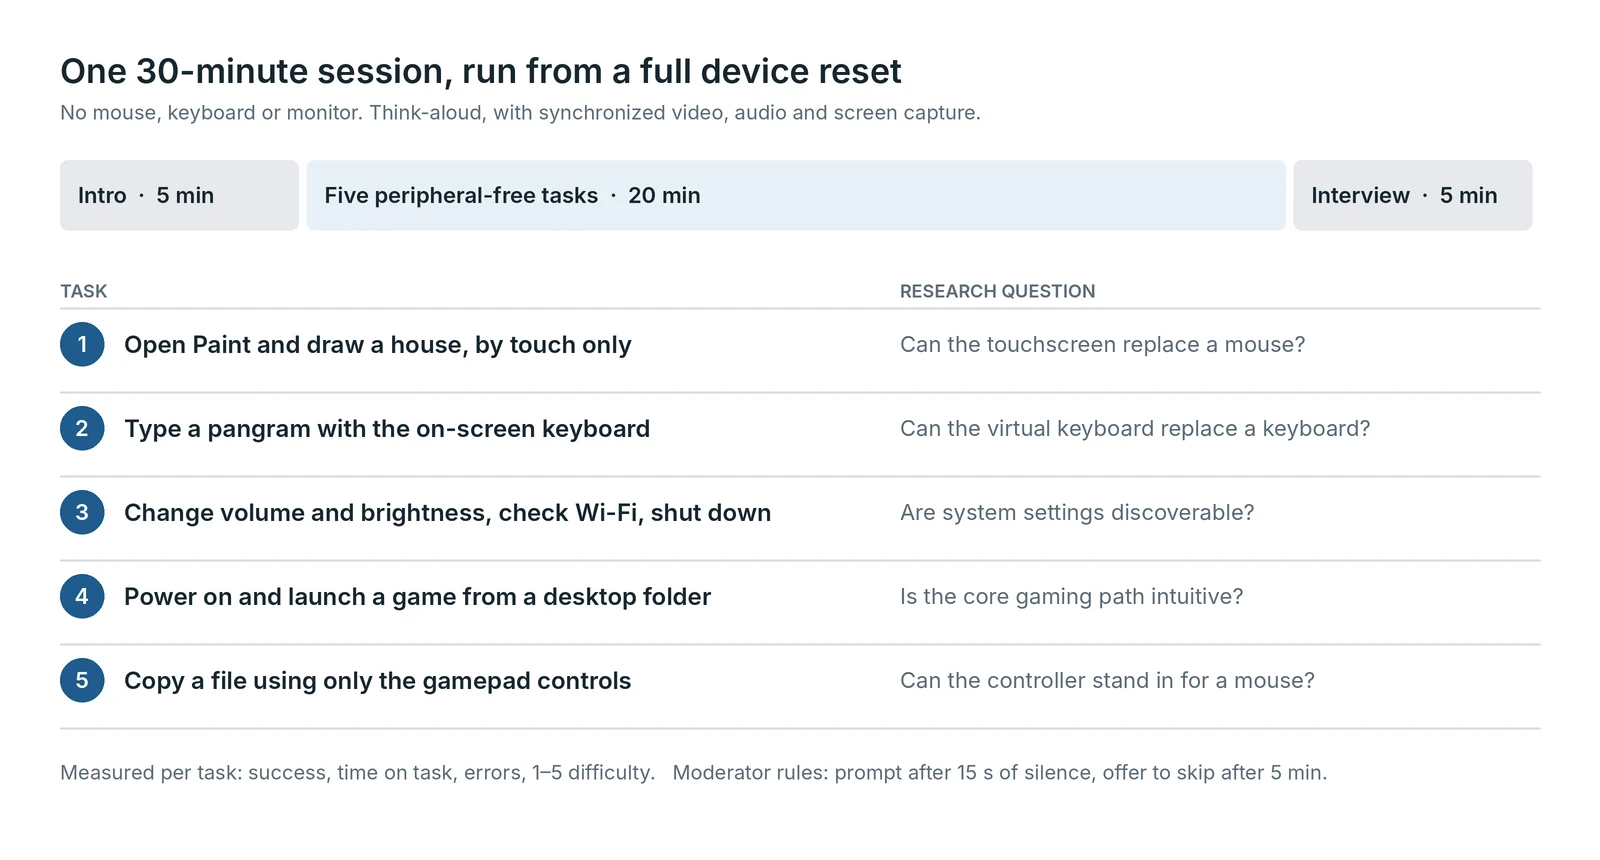 One 30-minute session, run from a full device reset
No mouse, keyboard or monitor. Think-aloud, with synchronized video, audio and screen capture.
Intro · 5 min
Five peripheral-free tasks · 20 min
Interview · 5 min
TASK
RESEARCH QUESTION
1 Open Paint and draw a house, by touch only
Can the touchscreen replace a mouse?
2 Type a pangram with the on-screen keyboard
Can the virtual keyboard replace a keyboard?
3 Change volume and brightness, check Wi-Fi, shut down
Are system settings discoverable?
4 Power on and launch a game from a desktop folder
Is the core gaming path intuitive?
5 Copy a file using only the gamepad controls
Can the controller stand in for a mouse?
Measured per task: success, time on task, errors, 1–5 difficulty. Moderator rules: prompt after 15 s of silence, offer to skip after 5 min.